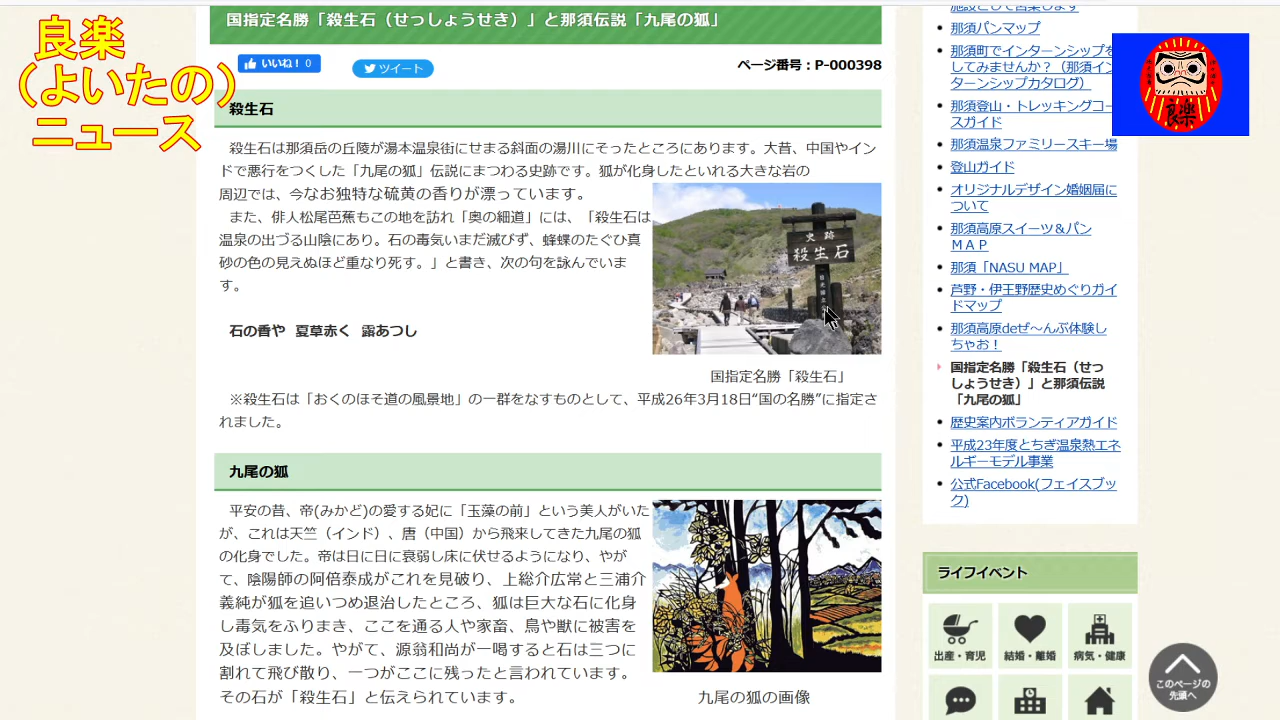 国指定名勝「殺生石（せっしょうせき）」と那須伝説「九尾の狐」
良楽
（よいたの）
ニュース
いいね！ 0
ツイート
ページ番号：P-000398
殺生石
殺生石は那須岳の丘陵が湯本温泉街にせまる斜面の湯川にそったところにあります。大昔、中国やイン
ドで悪行をつくした「九尾の狐」伝説にまつわる史跡です。狐が化身したといれる大きな岩の
周辺では、今なお独特な硫黄の香りが漂っています。
また、俳人松尾芭蕉もこの地を訪れ「奥の細道」には、「殺生石は
温泉の出づる山陰にあり。石の毒気いまだ滅びず、蜂蝶のたぐひ真
砂の色の見えぬほど重なり死す。」と書き、次の句を詠んでいま
す。
石の香や 夏草赤く 露あつし
史跡
殺生石
国指定名勝「殺生石」
※殺生石は「おくのほそ道の風景地」の一群をなすものとして、平成26年3月18日“国の名勝”に指定さ
れました。
九尾の狐
平安の昔、帝(みかど)の愛する妃に「玉藻の前」という美人がいた
が、これは天竺（インド）、唐（中国）から飛来してきた九尾の狐
の化身でした。帝は日に日に衰弱し床に伏せるようになり、やが
て、陰陽師の阿倍泰成がこれを見破り、上総介広常と三浦介
義純が狐を追いつめ退治したところ、狐は巨大な石に化身
し毒気をふりまき、ここを通る人や家畜、鳥や獣に被害を
及ぼしました。やがて、源翁和尚が一喝すると石は三つに
割れて飛び散り、一つがここに残ったと言われています。
その石が「殺生石」と伝えられています。
九尾の狐の画像
施設として営業します
那須パンマップ
那須町でインターンシップを
してみませんか？（那須イン
ターンシップカタログ）
那須登山・トレッキングコー
スガイド
那須温泉ファミリースキー場
登山ガイド
オリジナルデザイン婚姻届に
ついて
那須高原スイーツ＆パン
ＭＡＰ
那須「NASU MAP」
芦野・伊王野歴史めぐりガイ
ドマップ
那須高原deぜ～んぶ体験し
ちゃお！
国指定名勝「殺生石（せっ
しょうせき）」と那須伝説
「九尾の狐」
歴史案内ボランティアガイド
平成23年度とちぎ温泉熱エネ
ルギーモデル事業
公式Facebook(フェイスブッ
ク)
良楽
ライフイベント
出産・育児
結婚・離婚
病気・健康
このページの
先頭へ